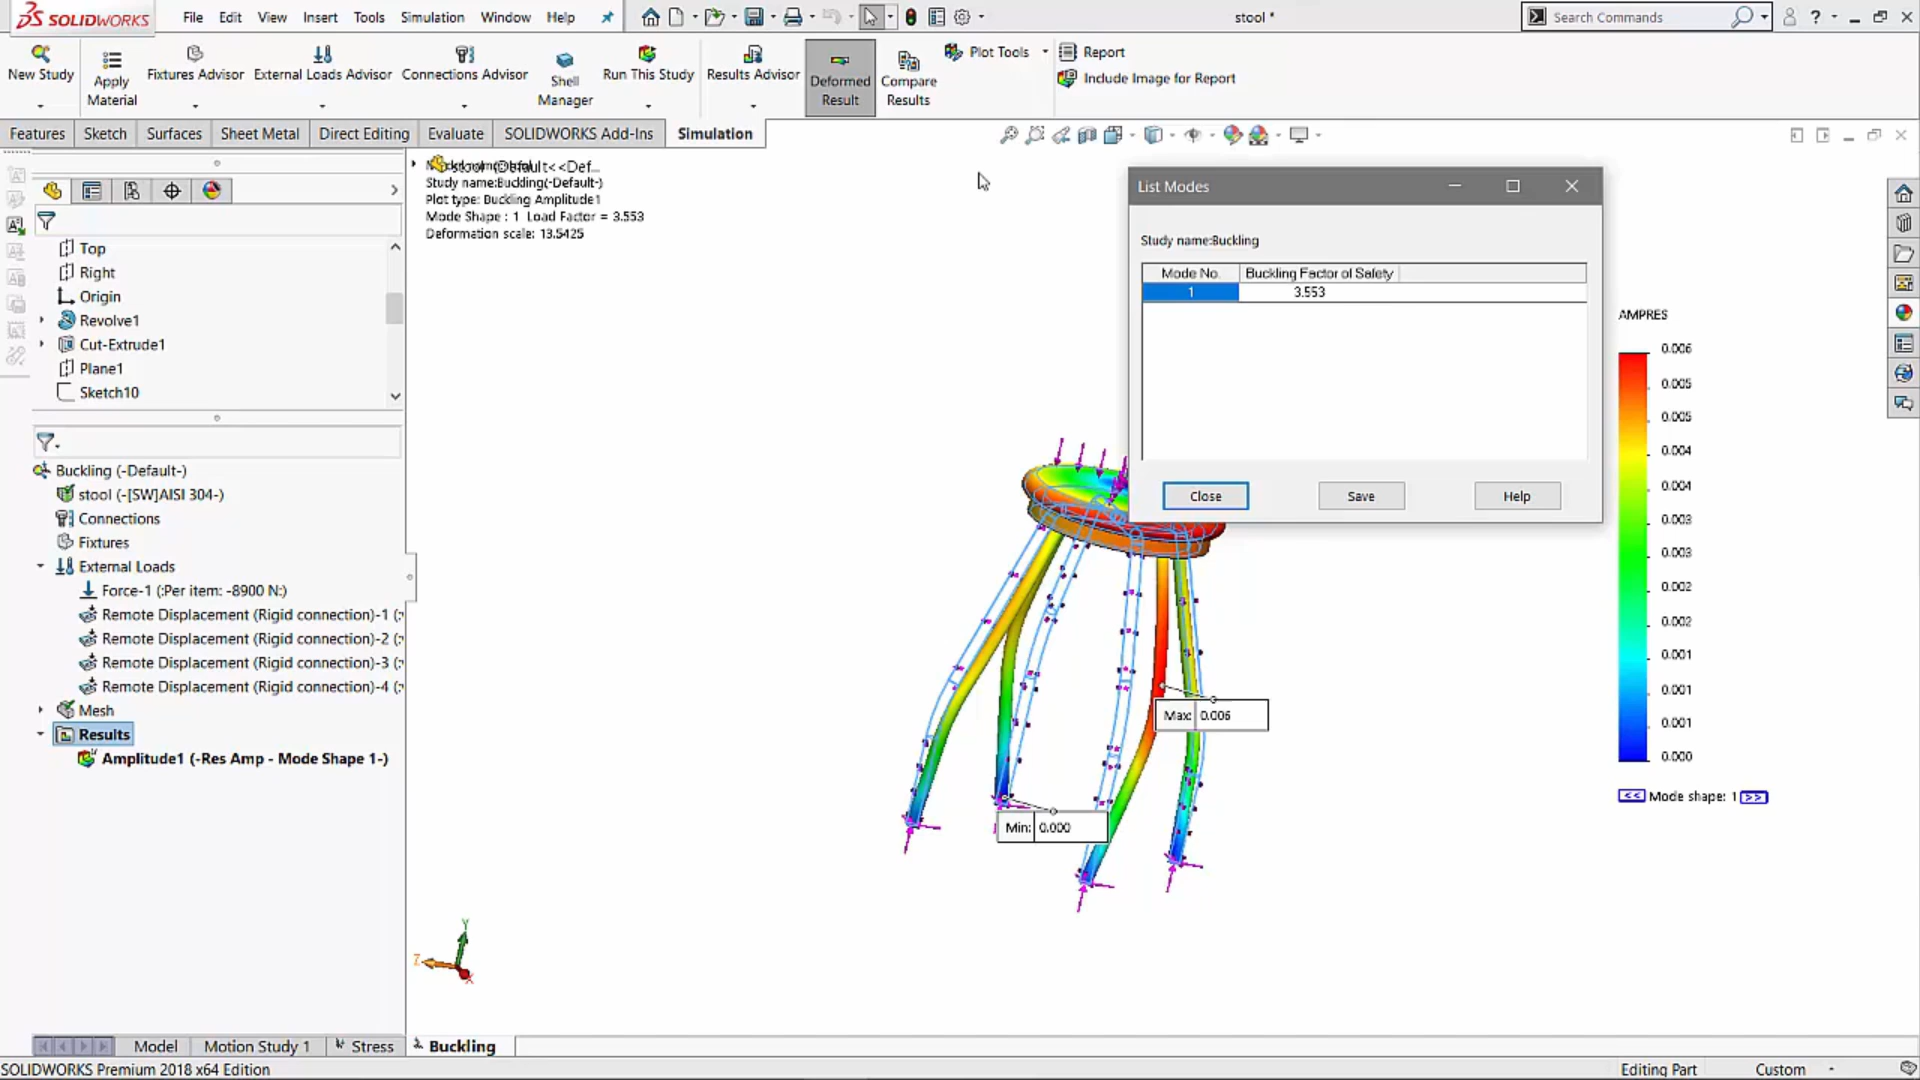 SOLIDWORKS
File Edit View Insert Tools Simulation Window Help
stool *
Search Commands
New Study
Apply Material
Fixtures Advisor
External Loads Advisor
Connections Advisor
Shell Manager
Run This Study
Results Advisor
Deformed Result
Compare Results
Plot Tools
Report
Include Image for Report
Features Sketch Surfaces Sheet Metal Direct Editing Evaluate SOLIDWORKS Add-Ins Simulation
stool (Default<<Def...
Study name:Buckling(-Default-)
Plot type: Buckling Amplitude1
Mode Shape : 1 Load Factor = 3.553
Deformation scale: 13.5425
Top
Right
Origin
Revolve1
Cut-Extrude1
Plane1
Sketch10
Buckling (-Default-)
stool (-[SW]AISI 304-)
Connections
Fixtures
External Loads
Force-1 (:Per item: -8900 N:)
Remote Displacement (Rigid connection)-1 (:
Remote Displacement (Rigid connection)-2 (:
Remote Displacement (Rigid connection)-3 (:
Remote Displacement (Rigid connection)-4 (:
Mesh
Results
Amplitude1 (-Res Amp - Mode Shape 1-)
List Modes
Study name:Buckling
Mode No. Buckling Factor of Safety
1 3.553
Close Save Help
AMPRES
0.006
0.005
0.005
0.004
0.004
0.003
0.003
0.002
0.002
0.001
0.001
0.001
0.000
<< Mode shape: 1 >>
Max: 0.006
Min: 0.000
Y
Z
X
Model Motion Study 1 Stress Buckling
SOLIDWORKS Premium 2018 x64 Edition
Editing Part Custom